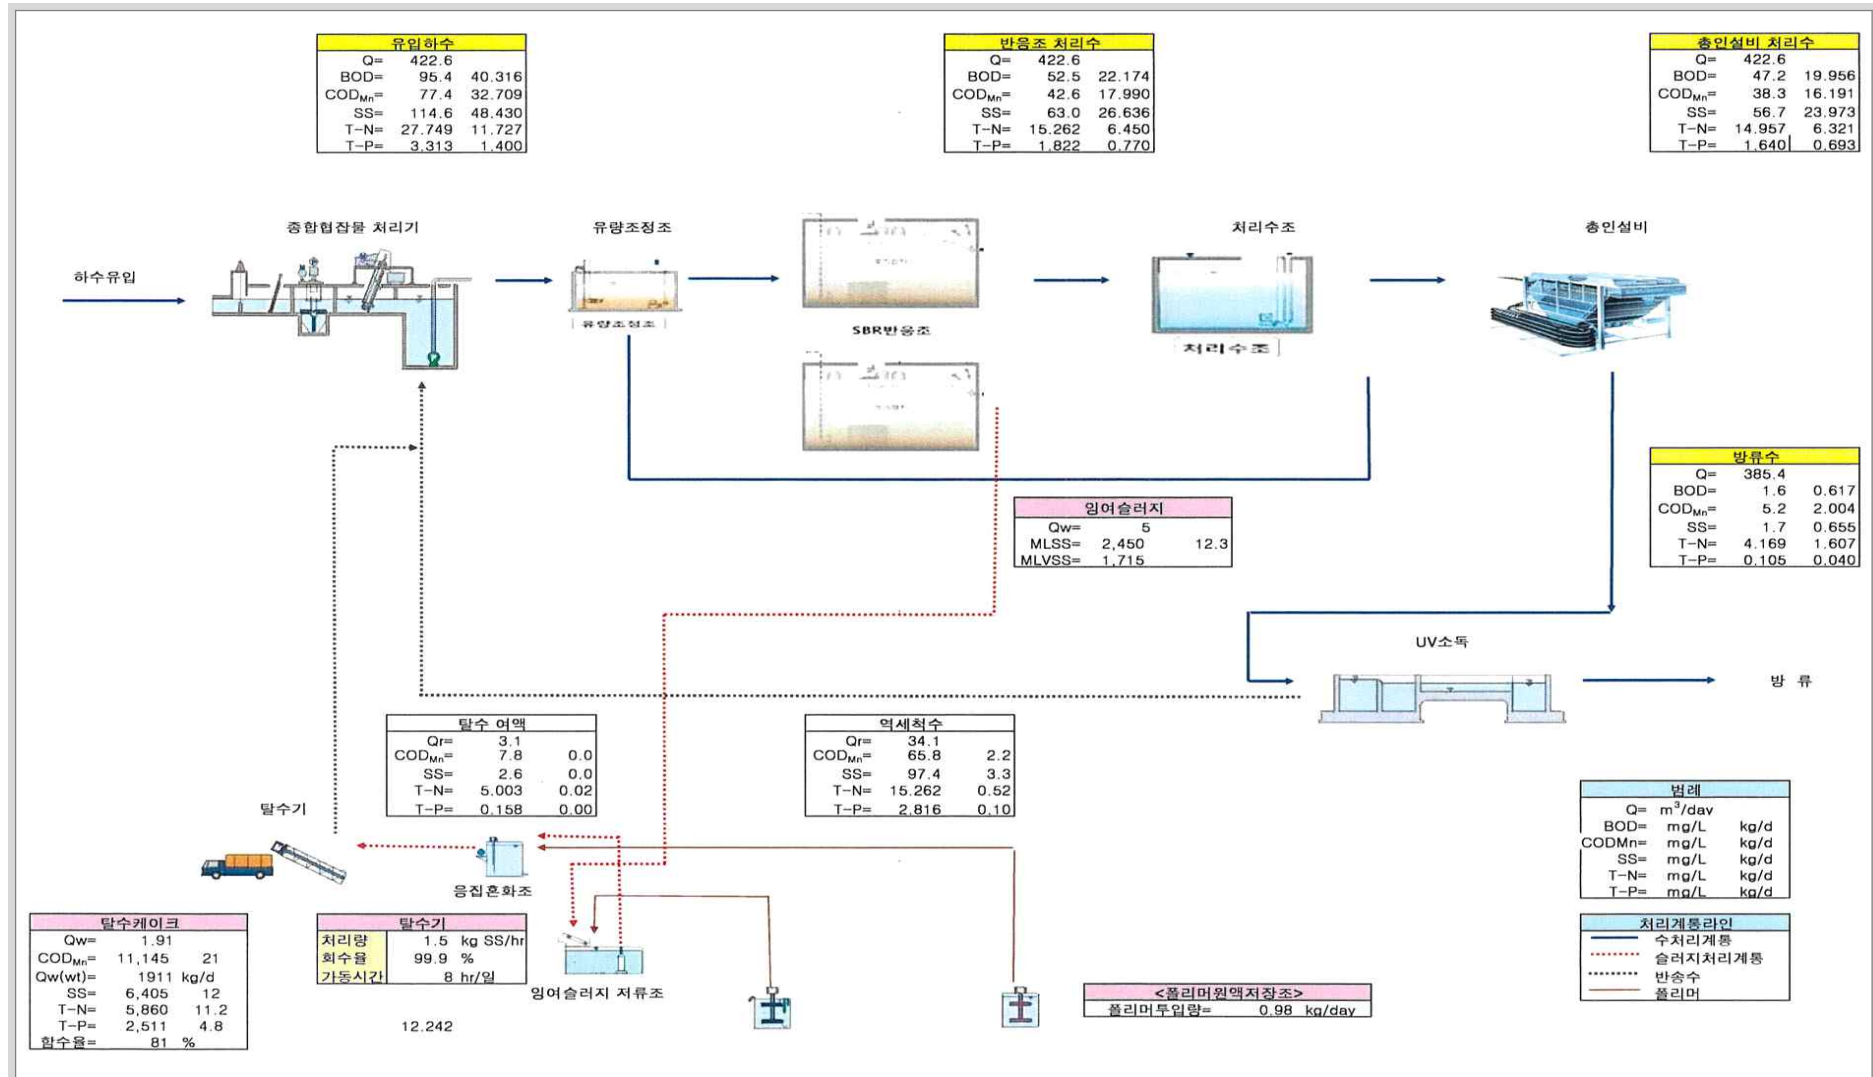 유입하수
Q= 422.6
BOD= 95.4 40.316
CODMn= 77.4 32.709
SS= 114.6 48.430
T-N= 27.749 11.727
T-P= 3.313 1.400
반응조 처리수
Q= 422.6
BOD= 52.5 22.174
CODMn= 42.6 17.990
SS= 63.0 26.636
T-N= 15.262 6.450
T-P= 1.822 0.770
총인설비 처리수
Q= 422.6
BOD= 47.2 19.956
CODMn= 38.3 16.191
SS= 56.7 23.973
T-N= 14.957 6.321
T-P= 1.640 0.693
하수유입
종합협잡물 처리기
유량조정조
유량조정조
SBR반응조
처리수조
처리수조
총인설비
방류수
Q= 385.4
BOD= 1.6 0.617
CODMn= 5.2 2.004
SS= 1.7 0.655
T-N= 4.169 1.607
T-P= 0.105 0.040
잉여슬러지
Qw= 5
MLSS= 2,450 12.3
MLVSS= 1,715
UV소독
방 류
탈수 여액
Qr= 3.1
CODMn= 7.8 0.0
SS= 2.6 0.0
T-N= 5.003 0.02
T-P= 0.158 0.00
역세척수
Qr= 34.1
CODMn= 65.8 2.2
SS= 97.4 3.3
T-N= 15.262 0.52
T-P= 2.816 0.10
탈수기
응집혼화조
범례
Q= m³/day
BOD= mg/L kg/d
CODMn= mg/L kg/d
SS= mg/L kg/d
T-N= mg/L kg/d
T-P= mg/L kg/d
탈수케이크
Qw= 1.91
CODMn= 11,145 21
Qw(wt)= 1911 kg/d
SS= 6,405 12
T-N= 5,860 11.2
T-P= 2,511 4.8
함수율= 81 %
탈수기
처리량 1.5 kg SS/hr
회수율 99.9 %
가동시간 8 hr/일
12.242
잉여슬러지 저류조
<폴리머원액저장조>
폴리머투입량= 0.98 kg/day
처리계통라인
수처리계통
슬러지처리계통
반송수
폴리머